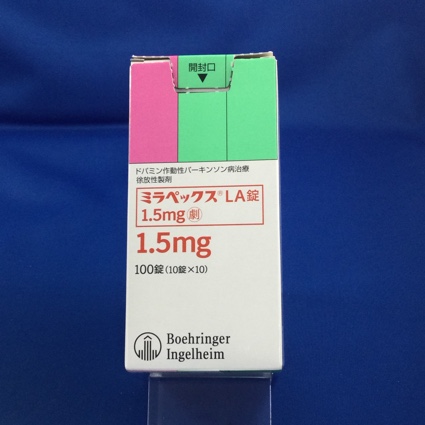 開封口
ドパミン作動性パーキンソン病治療
徐放性製剤
ミラペックス® LA錠
1.5mg 劇
1.5mg
100錠(10錠×10)
Boehringer
Ingelheim